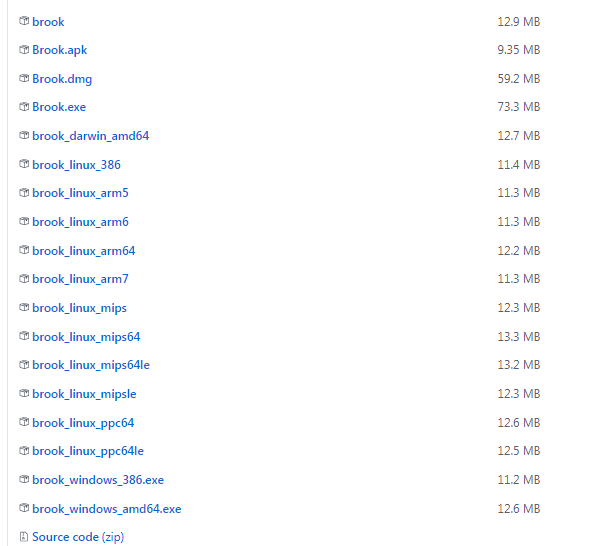 brook 12.9 MB
Brook.apk 9.35 MB
Brook.dmg 59.2 MB
Brook.exe 73.3 MB
brook_darwin_amd64 12.7 MB
brook_linux_386 11.4 MB
brook_linux_arm5 11.3 MB
brook_linux_arm6 11.3 MB
brook_linux_arm64 12.2 MB
brook_linux_arm7 11.3 MB
brook_linux_mips 12.3 MB
brook_linux_mips64 13.3 MB
brook_linux_mips64le 13.2 MB
brook_linux_mipsle 12.3 MB
brook_linux_ppc64 12.6 MB
brook_linux_ppc64le 12.5 MB
brook_windows_386.exe 11.2 MB
brook_windows_amd64.exe 12.6 MB
Source code (zip)